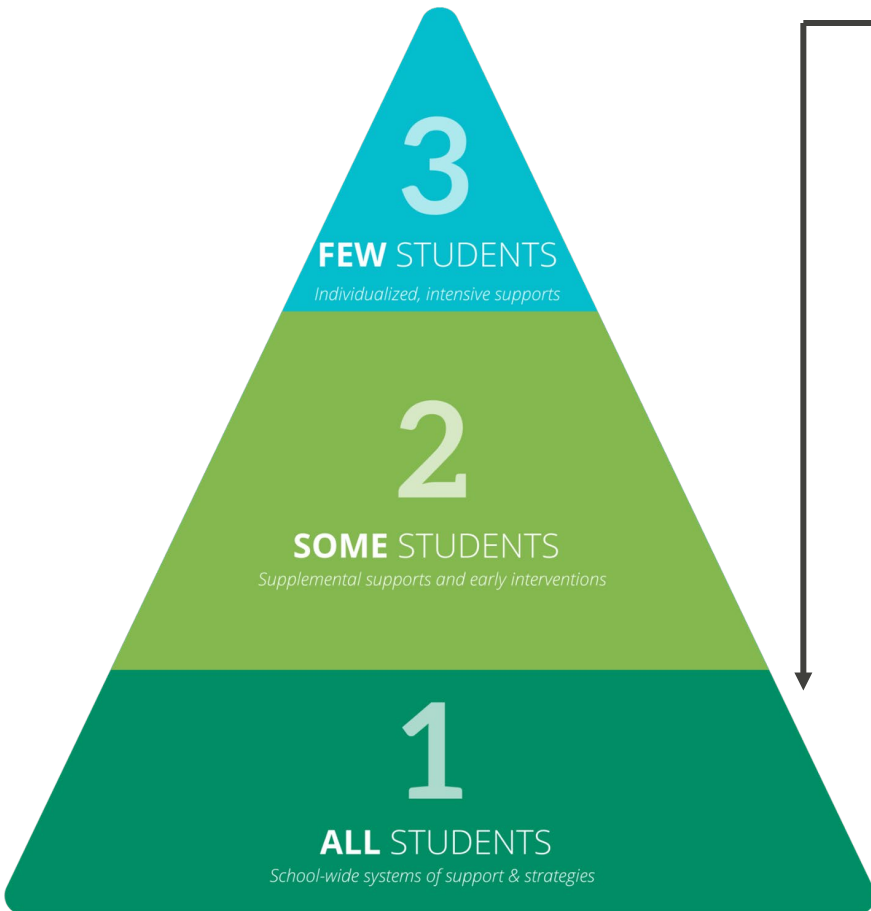 3
FEW STUDENTS
Individualized, intensive supports
2
SOME STUDENTS
Supplemental supports and early interventions
1
ALL STUDENTS
School-wide systems of support & strategies